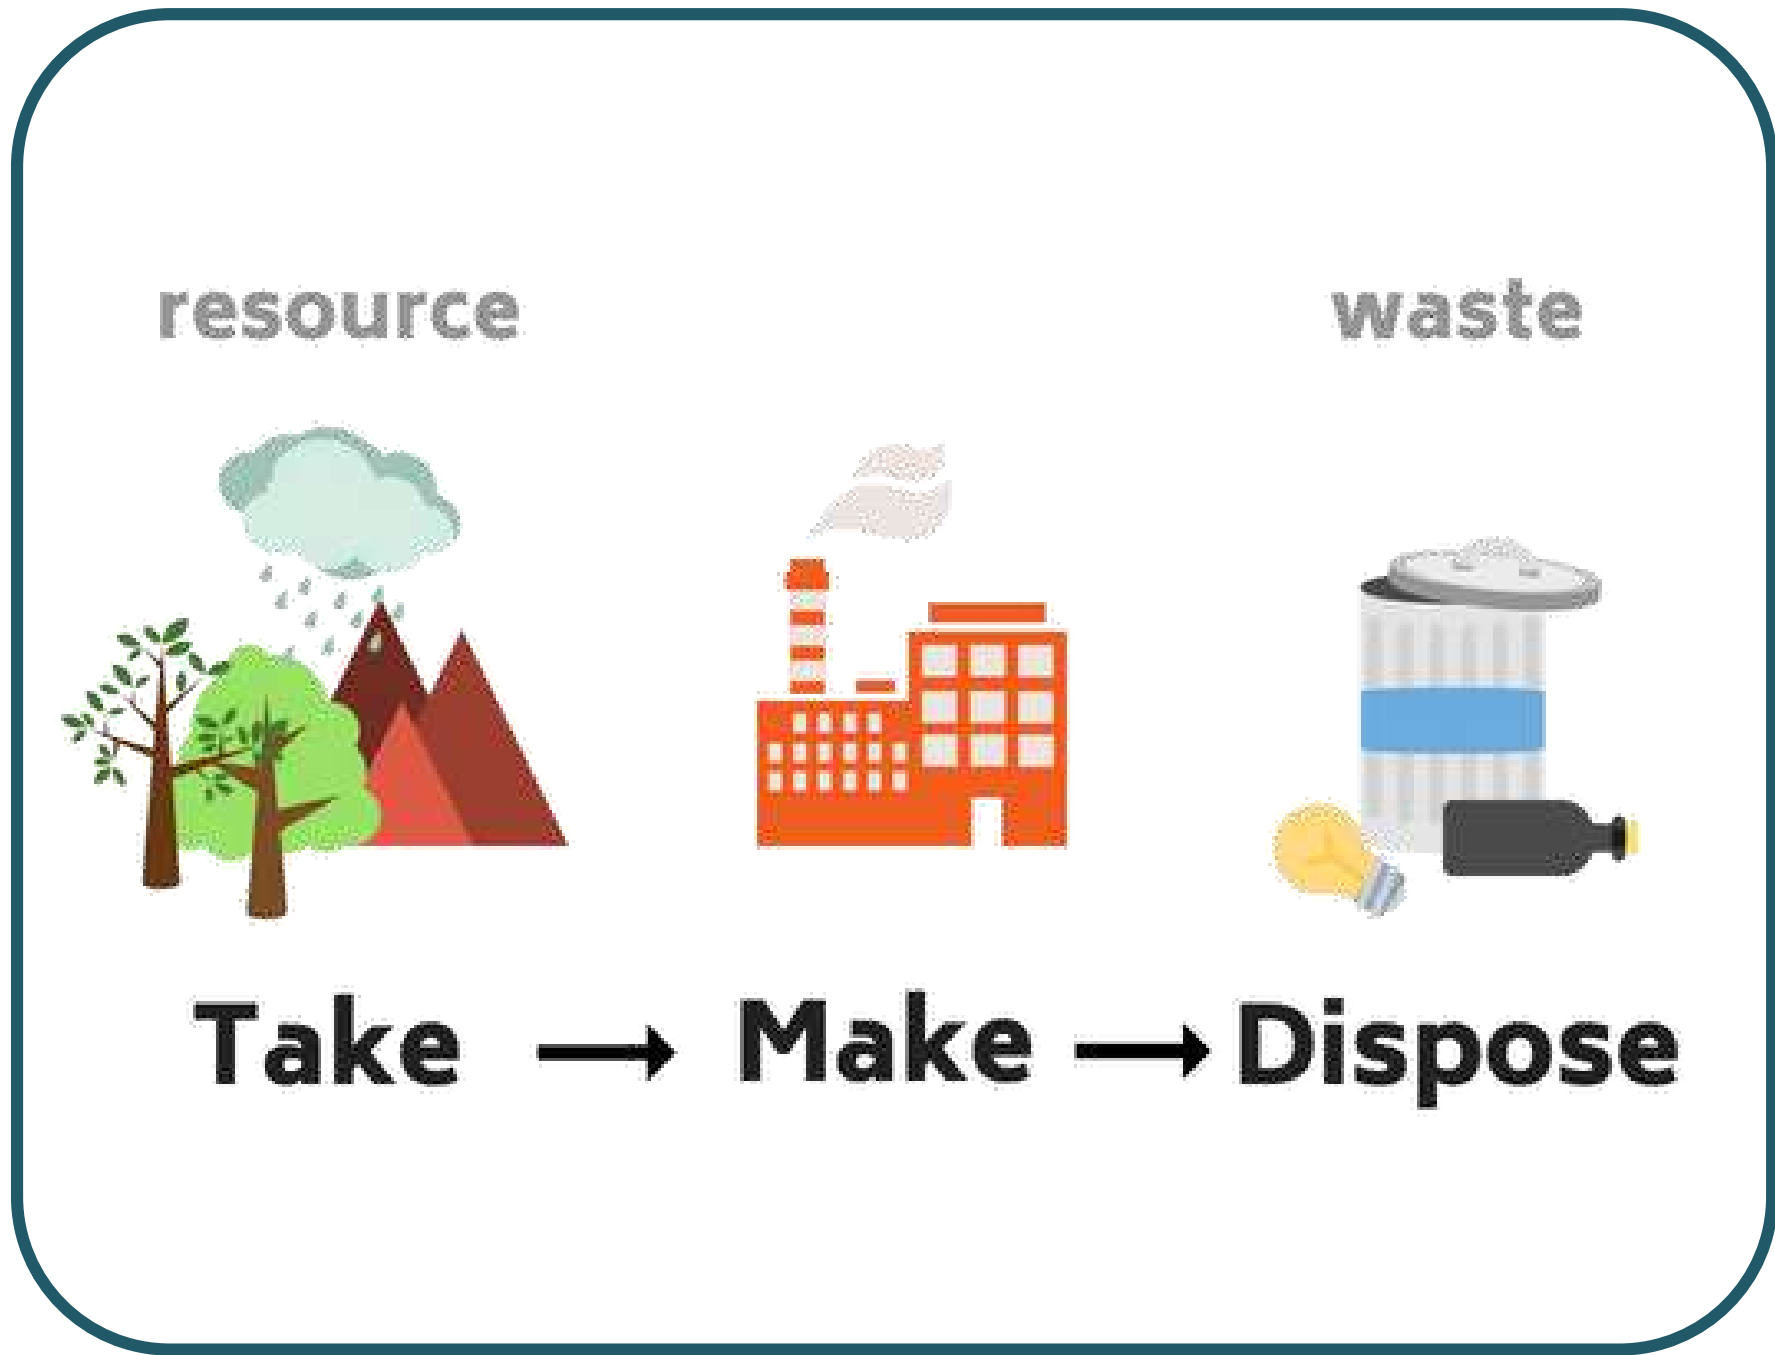 resource
waste
Take → Make → Dispose